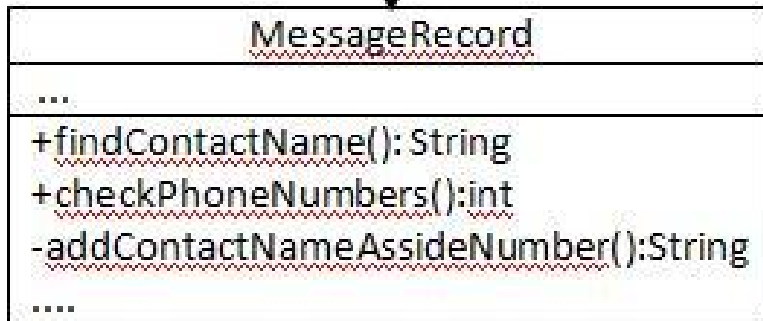 MessageRecord
...
+findContactName(): String
+checkPhoneNumbers():int
-addContactNameAssideNumber():String
....